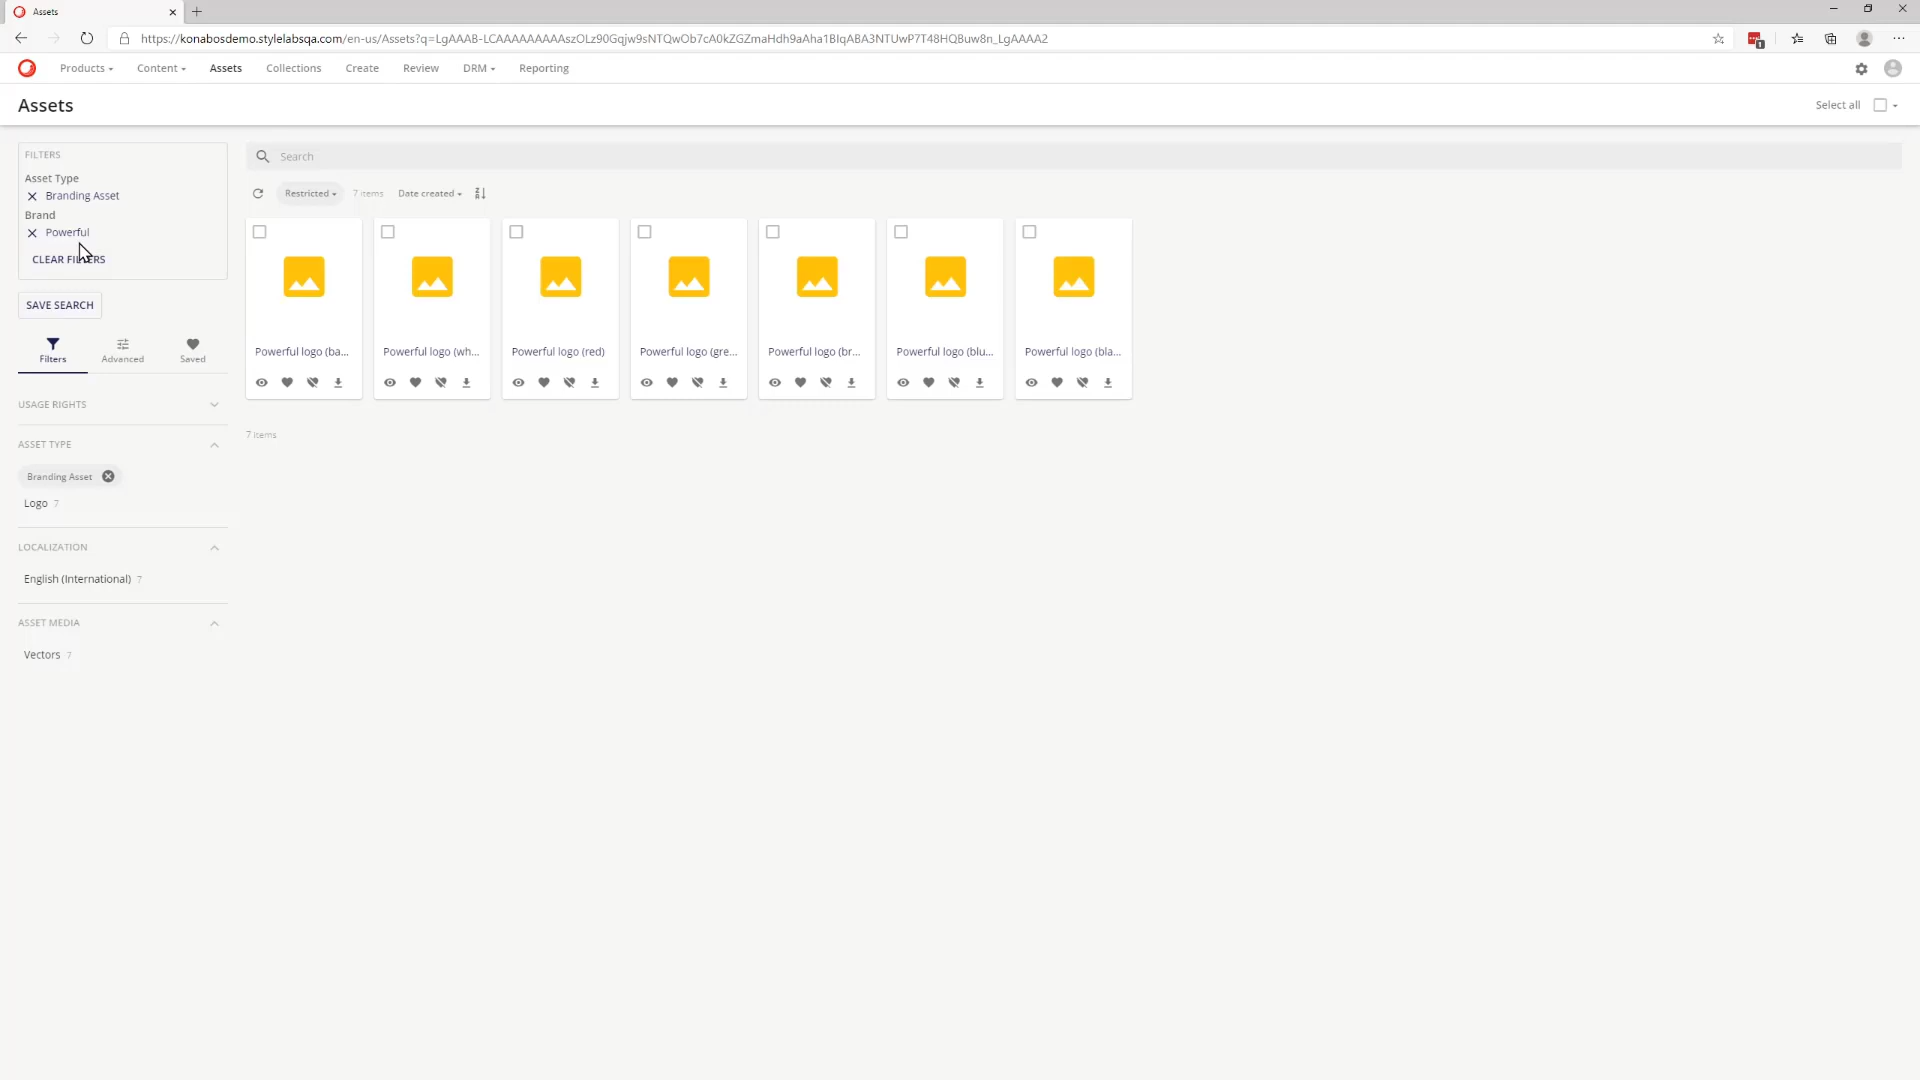 Assets
https://konabosdemo.stylelabsqa.com/en-us/Assets?q=LgAAAB-LCAAAAAAAAAszOLz90Gqjw9sNTQwOb7cA0kZGZmaHdh9aAha1BIqABA3NTUwP7T48HQBuw8n_LgAAAA2
1
Products Content Assets Collections Create Review DRM Reporting
Assets
Select all
FILTERS
Asset Type
Branding Asset
Brand
Powerful
CLEAR FILTERS
SAVE SEARCH
Filters Advanced Saved
USAGE RIGHTS
ASSET TYPE
Branding Asset
Logo 7
LOCALIZATION
English (International) 7
ASSET MEDIA
Vectors 7
Search
Restricted 7 items Date created
Powerful logo (ba... Powerful logo (wh... Powerful logo (red) Powerful logo (gre... Powerful logo (br... Powerful logo (blu... Powerful logo (bla...
7 items